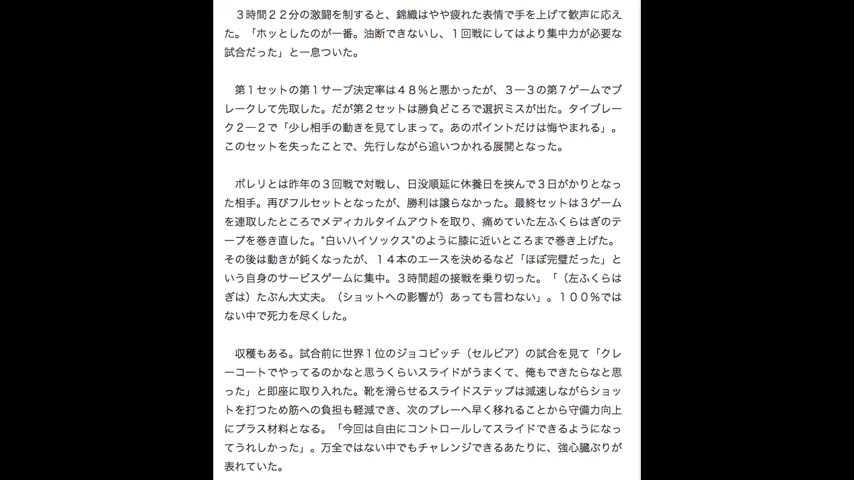 ３時間２２分の激闘を制すると、錦織はやや疲れた表情で手を上げて歓声に応え
た。「ホッとしたのが一番。油断できないし、１回戦にしてはより集中力が必要な
試合だった」と一息ついた。
第１セットの第１サーブ決定率は４８％と悪かったが、３―３の第７ゲームでブ
レークして先取した。だが第２セットは勝負どころで選択ミスが出た。タイブレー
ク２―２で「少し相手の動きを見てしまって。あのポイントだけは悔やまれる」。
このセットを失ったことで、先行しながら追いつかれる展開となった。
ボレリとは昨年の３回戦で対戦し、日没順延に休養日を挟んで３日がかりとなっ
た相手。再びフルセットとなったが、勝利は譲らなかった。最終セットは３ゲーム
を連取したところでメディカルタイムアウトを取り、痛めていた左ふくらはぎのテ
ープを巻き直した。“白いハイソックス”のように膝に近いところまで巻き上げた。
その後は動きが鈍くなったが、１４本のエースを決めるなど「ほぼ完璧だった」と
いう自身のサービスゲームに集中。３時間超の接戦を乗り切った。「（左ふくらは
ぎは）たぶん大丈夫。（ショットへの影響が）あっても言わない」。１００％では
ない中で死力を尽くした。
収穫もある。試合前に世界１位のジョコビッチ（セルビア）の試合を見て「クレ
ーコートでやってるのかなと思うくらいスライドがうまくて、俺もできたらなと思
った」と即座に取り入れた。靴を滑らせるスライドステップは減速しながらショッ
トを打つため筋への負担も軽減でき、次のプレーへ早く移れることから守備力向上
にプラス材料となる。「今回は自由にコントロールしてスライドできるようになっ
てうれしかった」。万全ではない中でもチャレンジできるあたりに、強心臓ぶりが
表れていた。